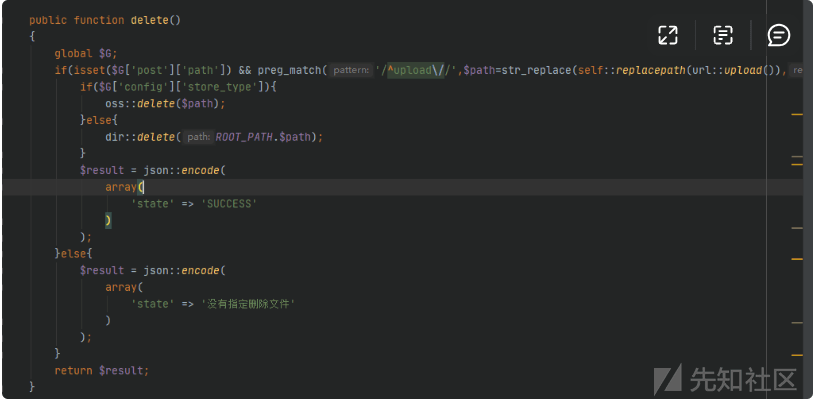 public function delete()
{
global $G;
if(isset($G['post']['path']) && preg_match( pattern: '/^upload\//',$path=str_replace(self::replacepath(url::upload()), re
if($G['config']['store_type']){
oss::delete($path);
}else{
dir::delete( path: ROOT_PATH.$path);
}
$result = json::encode(
array(
'state' => 'SUCCESS'
)
);
}else{
$result = json::encode(
array(
'state' => '没有指定删除文件'
)
);
}
return $result;
}
先知社区